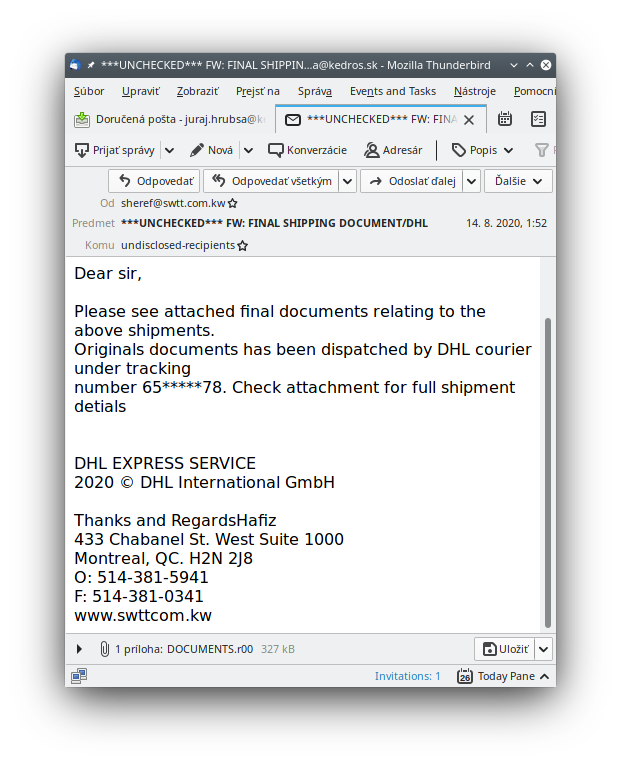 ***UNCHECKED*** FW: FINAL SHIPPIN...a@kedros.sk - Mozilla Thunderbird
Súbor Upraviť Zobraziť Prejsť na Správa Events and Tasks Nástroje Pomocní
Doručená pošta - juraj.hrubsa@ke ***UNCHECKED*** FW: FINA
Prijať správy Nová Konverzácie Adresár Popis
Odpovedať Odpovedať všetkým Odoslať ďalej Ďalšie
Od sheref@swtt.com.kw
Predmet ***UNCHECKED*** FW: FINAL SHIPPING DOCUMENT/DHL 14. 8. 2020, 1:52
Komu undisclosed-recipients
Dear sir,
Please see attached final documents relating to the
above shipments.
Originals documents has been dispatched by DHL courier
under tracking
number 65*****78. Check attachment for full shipment
detials
DHL EXPRESS SERVICE
2020 © DHL International GmbH
Thanks and RegardsHafiz
433 Chabanel St. West Suite 1000
Montreal, QC. H2N 2J8
O: 514-381-5941
F: 514-381-0341
www.swttcom.kw
1 príloha: DOCUMENTS.r00 327 kB Uložiť
Invitations: 1 26 Today Pane